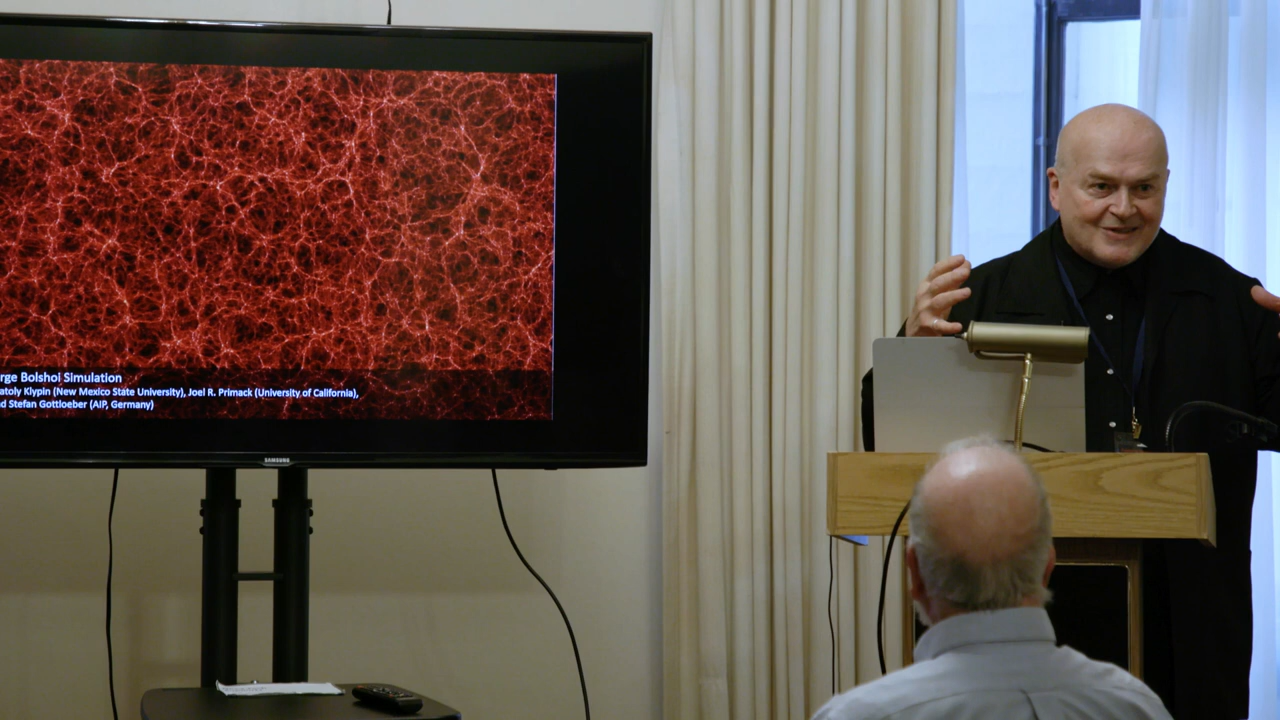 rge Bolshoi Simulation
atoly Klypin (New Mexico State University), Joel R. Primack (University of California),
d Stefan Gottloeber (AIP, Germany)
SAMSUNG